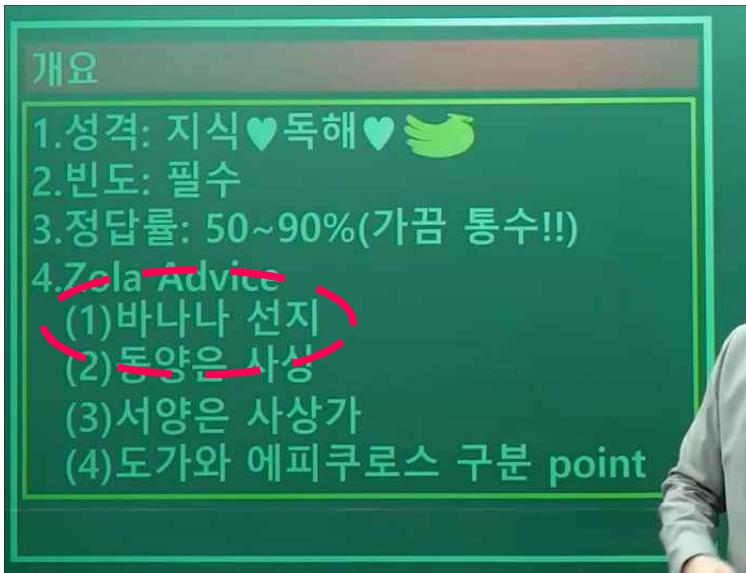 개요
1.성격: 지식♥독해♥
2.빈도: 필수
3.정답률: 50~90%(가끔 통수!!)
4.Zola Advice
(1)바나나 선지
(2)동양은 사상
(3)서양은 사상가
(4)도가와 에피쿠로스 구분 point